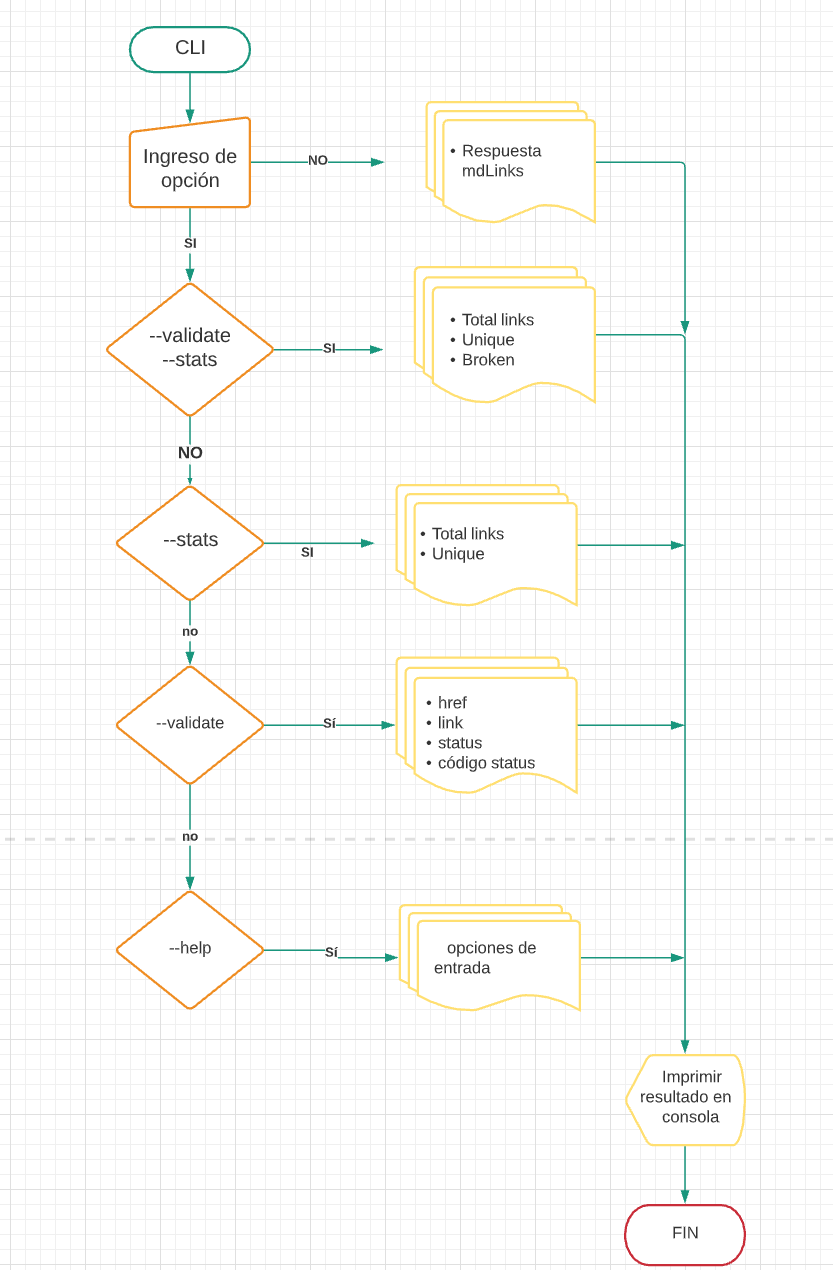 CLI
Ingreso de
opción
NO
• Respuesta
mdLinks
SI
--validate
--stats
SI
• Total links
• Unique
• Broken
NO
--stats
SI
• Total links
• Unique
no
--validate
Sí
• href
• link
• status
• código status
no
--help
Sí
opciones de
entrada
Imprimir
resultado en
consola
FIN